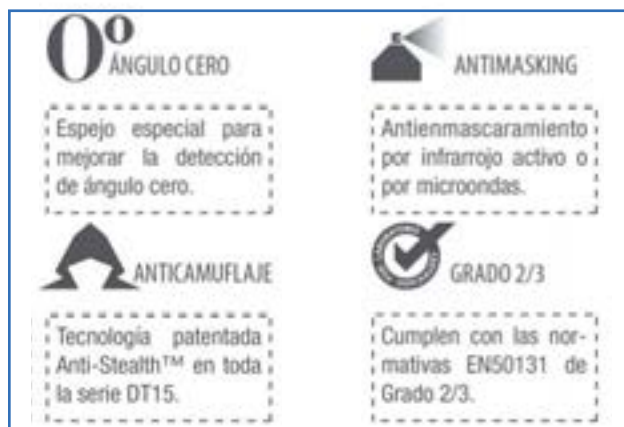 0º ÁNGULO CERO
Espejo especial para
mejorar la detección
de ángulo cero.
ANTIMASKING
Antienmascaramiento
por infrarrojo activo o
por microondas.
ANTICAMUFLAJE
Tecnología patentada
Anti-Stealth™ en toda
la serie DT15.
GRADO 2/3
Cumplen con las nor-
mativas EN50131 de
Grado 2/3.